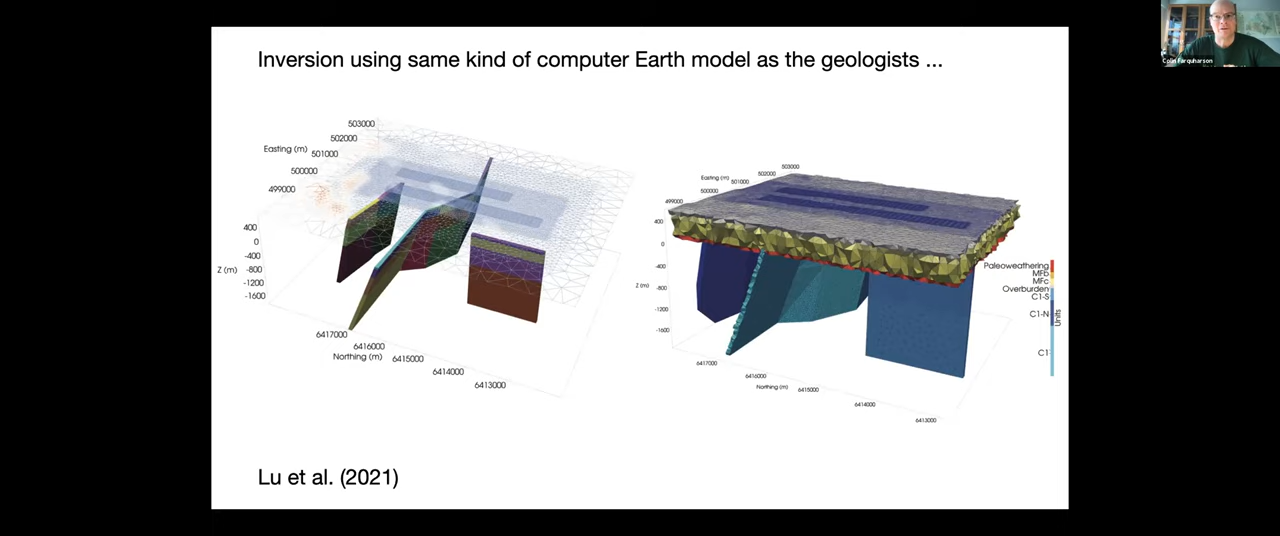 Colin Farquharson
Inversion using same kind of computer Earth model as the geologists ...
503000
502000
Easting (m)
501000
500000
499000
400
0
-400
Z (m)
-800
-1200
-1600
6417000
6416000
Northing (m)
6415000
6414000
6413000
503000
502000
Easting (m)
501000
500000
499000
400
0
-400
Z (m)
-800
-1200
-1600
6417000
6416000
Northing (m)
6415000
6414000
6413000
Paleoweathering
MFb
MFc
Overburden
C1-S
C1-N
Units
C1
Lu et al. (2021)